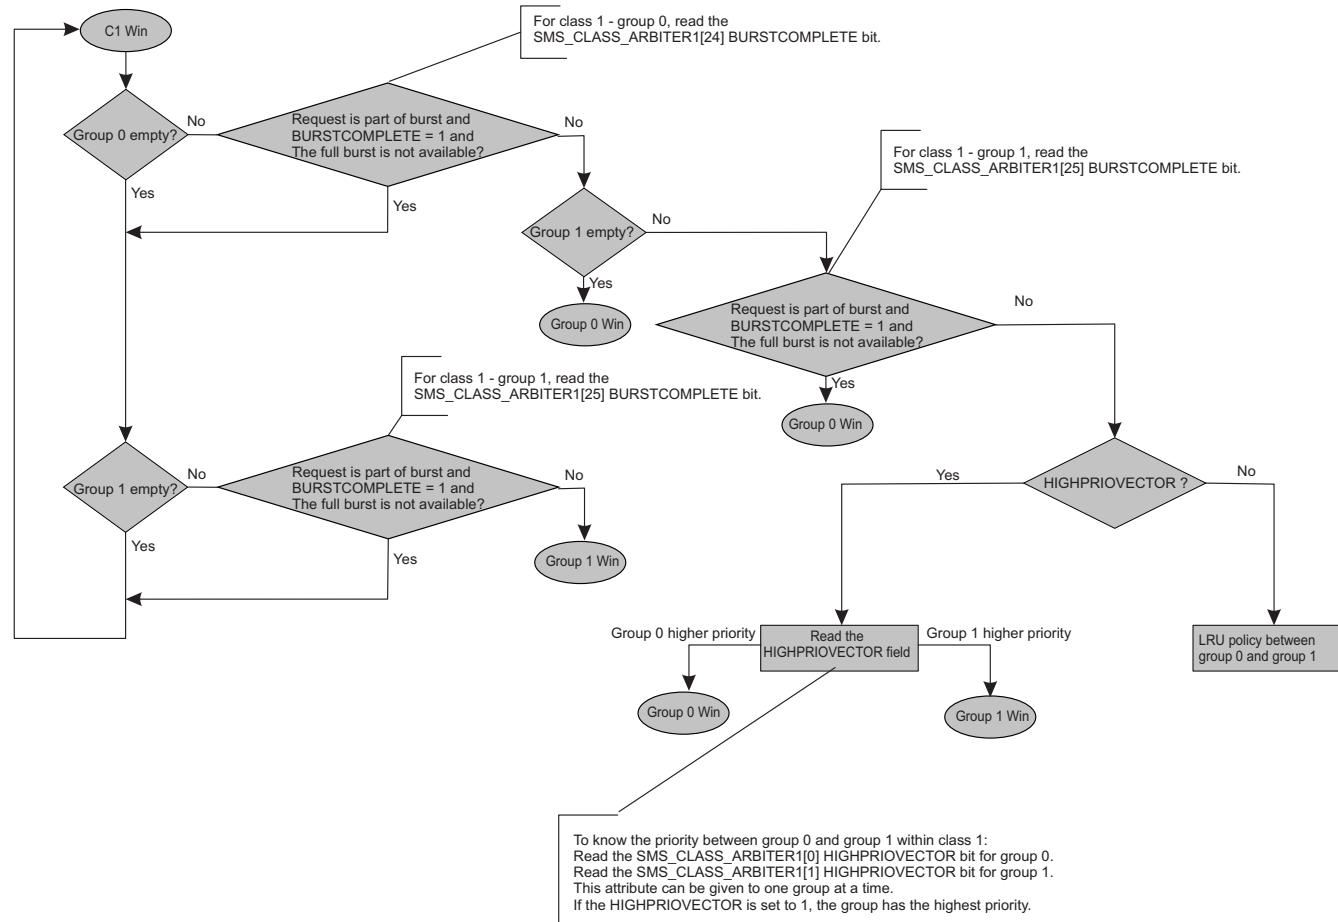 C1 Win
For class 1 - group 0, read the
SMS_CLASS_ARBITER1[24] BURSTCOMPLETE bit.
Group 0 empty?
No
Request is part of burst and
BURSTCOMPLETE = 1 and
The full burst is not available?
No
Yes
Yes
For class 1 - group 1, read the
SMS_CLASS_ARBITER1[25] BURSTCOMPLETE bit.
Group 1 empty?
No
Yes
Group 0 Win
Request is part of burst and
BURSTCOMPLETE = 1 and
The full burst is not available?
No
Yes
Group 0 Win
For class 1 - group 1, read the
SMS_CLASS_ARBITER1[25] BURSTCOMPLETE bit.
Group 1 empty?
No
Request is part of burst and
BURSTCOMPLETE = 1 and
The full burst is not available?
No
Yes
Yes
Group 1 Win
HIGHPRIOVECTOR ?
Yes
No
Group 0 higher priority
Read the
HIGHPRIOVECTOR field
Group 1 higher priority
LRU policy between
group 0 and group 1
Group 0 Win
Group 1 Win
To know the priority between group 0 and group 1 within class 1:
Read the SMS_CLASS_ARBITER1[0] HIGHPRIOVECTOR bit for group 0.
Read the SMS_CLASS_ARBITER1[1] HIGHPRIOVECTOR bit for group 1.
This attribute can be given to one group at a time.
If the HIGHPRIOVECTOR is set to 1, the group has the highest priority.